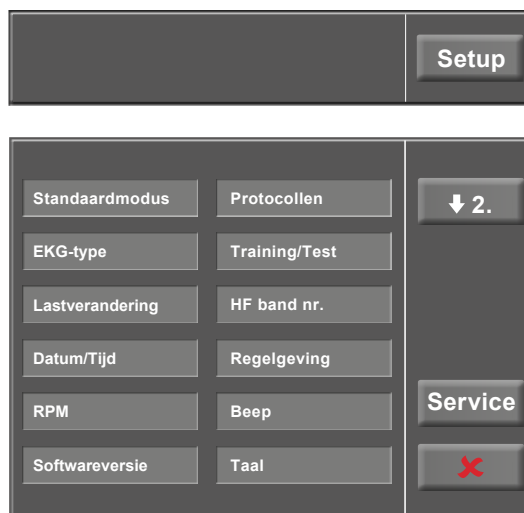 Setup
Standaardmodus
Protocollen
2.
EKG-type
Training/Test
Lastverandering
HF band nr.
Datum/Tijd
Regelgeving
RPM
Beep
Service
Softwareversie
Taal